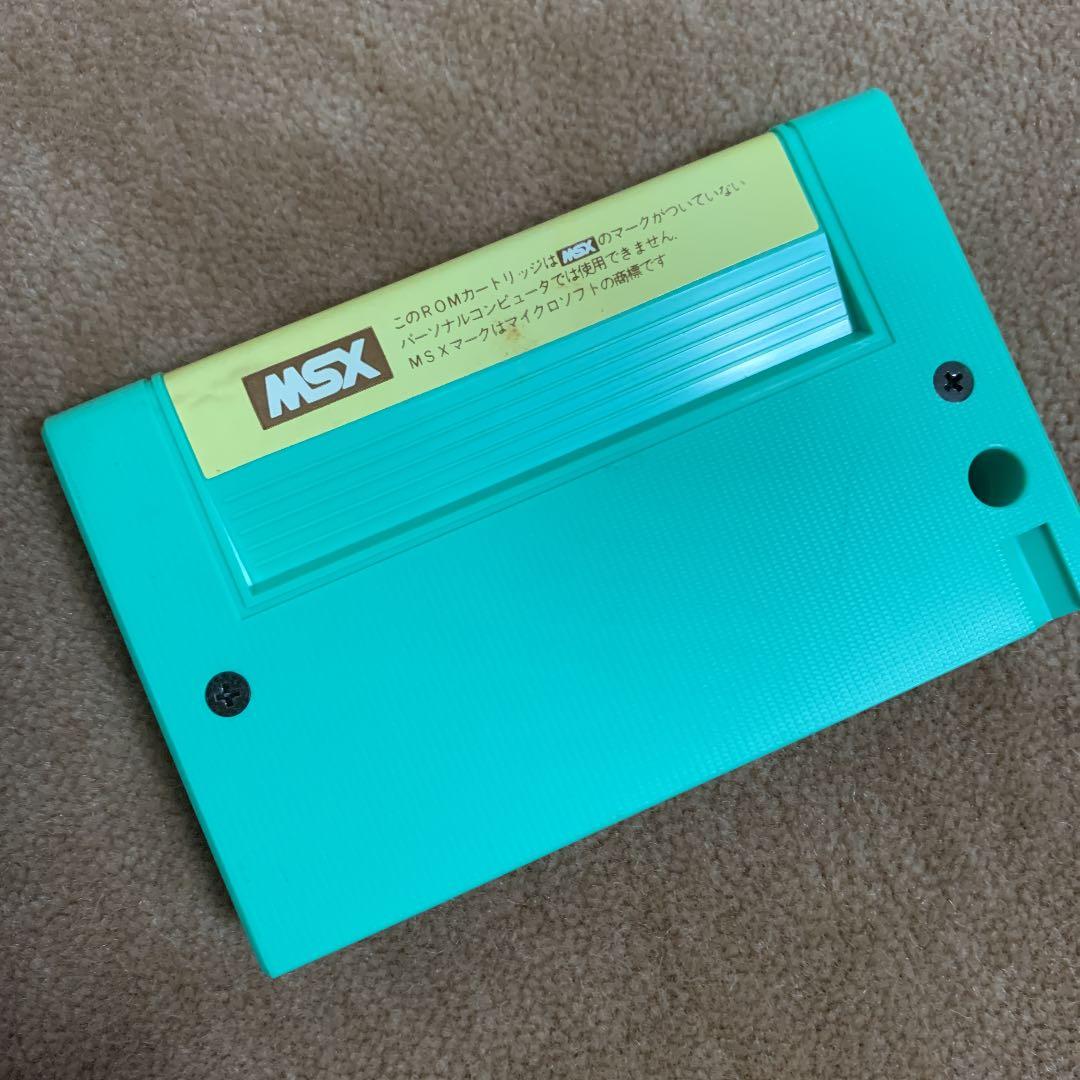 MSX
このROMカートリッジはMSXのマークがついていない
パーソナルコンピュータでは使用できません.
MSXマークはマイクロソフトの商標です